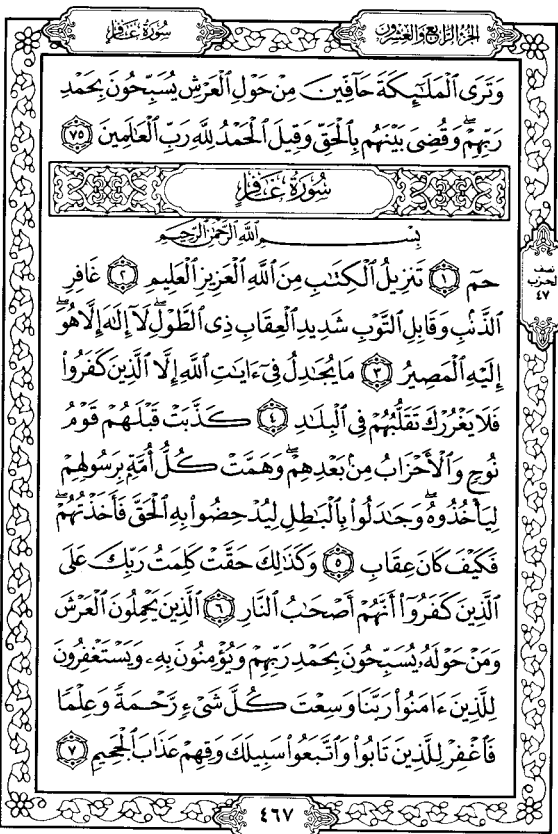 سُورَةُ غَافِرٍ
الجُزْءُ الرَّابِعُ وَالعِشْرُونَ
وَتَرَى ٱلْمَلَـٰٓئِكَةَ حَآفِّينَ مِنْ حَوْلِ ٱلْعَرْشِ يُسَبِّحُونَ بِحَمْدِ
رَبِّهِمْ ۖ وَقُضِىَ بَيْنَهُم بِٱلْحَقِّ وَقِيلَ ٱلْحَمْدُ لِلَّهِ رَبِّ ٱلْعَـٰلَمِينَ ٧٥
سُورَةُ غَافِرٍ
بِسْمِ ٱللَّهِ ٱلرَّحْمَـٰنِ ٱلرَّحِيمِ
حمٓ ١ تَنزِيلُ ٱلْكِتَـٰبِ مِنَ ٱللَّهِ ٱلْعَزِيزِ ٱلْعَلِيمِ ٢ غَافِرِ
ٱلذَّنۢبِ وَقَابِلِ ٱلتَّوْبِ شَدِيدِ ٱلْعِقَابِ ذِى ٱلطَّوْلِ ۖ لَآ إِلَـٰهَ إِلَّا هُوَ ۖ
إِلَيْهِ ٱلْمَصِيرُ ٣ مَا يُجَـٰدِلُ فِىٓ ءَايَـٰتِ ٱللَّهِ إِلَّا ٱلَّذِينَ كَفَرُوا۟
فَلَا يَغْرُرْكَ تَقَلُّبُهُمْ فِى ٱلْبِلَـٰدِ ٤ كَذَّبَتْ قَبْلَهُمْ قَوْمُ
نُوحٍ وَٱلْأَحْزَابُ مِنۢ بَعْدِهِمْ ۖ وَهَمَّتْ كُلُّ أُمَّةٍۭ بِرَسُولِهِمْ
لِيَأْخُذُوهُ ۖ وَجَـٰدَلُوا۟ بِٱلْبَـٰطِلِ لِيُدْحِضُوا۟ بِهِ ٱلْحَقَّ فَأَخَذْتُهُمْ ۖ
فَكَيْفَ كَانَ عِقَابِ ٥ وَكَذَٰلِكَ حَقَّتْ كَلِمَتُ رَبِّكَ عَلَى
ٱلَّذِينَ كَفَرُوٓا۟ أَنَّهُمْ أَصْحَـٰبُ ٱلنَّارِ ٦ ٱلَّذِينَ يَحْمِلُونَ ٱلْعَرْشَ
وَمَنْ حَوْلَهُۥ يُسَبِّحُونَ بِحَمْدِ رَبِّهِمْ وَيُؤْمِنُونَ بِهِۦ وَيَسْتَغْفِرُونَ
لِلَّذِينَ ءَامَنُوا۟ رَبَّنَا وَسِعْتَ كُلَّ شَىْءٍ رَّحْمَةً وَعِلْمًا
فَٱغْفِرْ لِلَّذِينَ تَابُوا۟ وَٱتَّبَعُوا۟ سَبِيلَكَ وَقِهِمْ عَذَابَ ٱلْجَحِيمِ ٧
نصف
الحزب
٤٧
٤٦٧